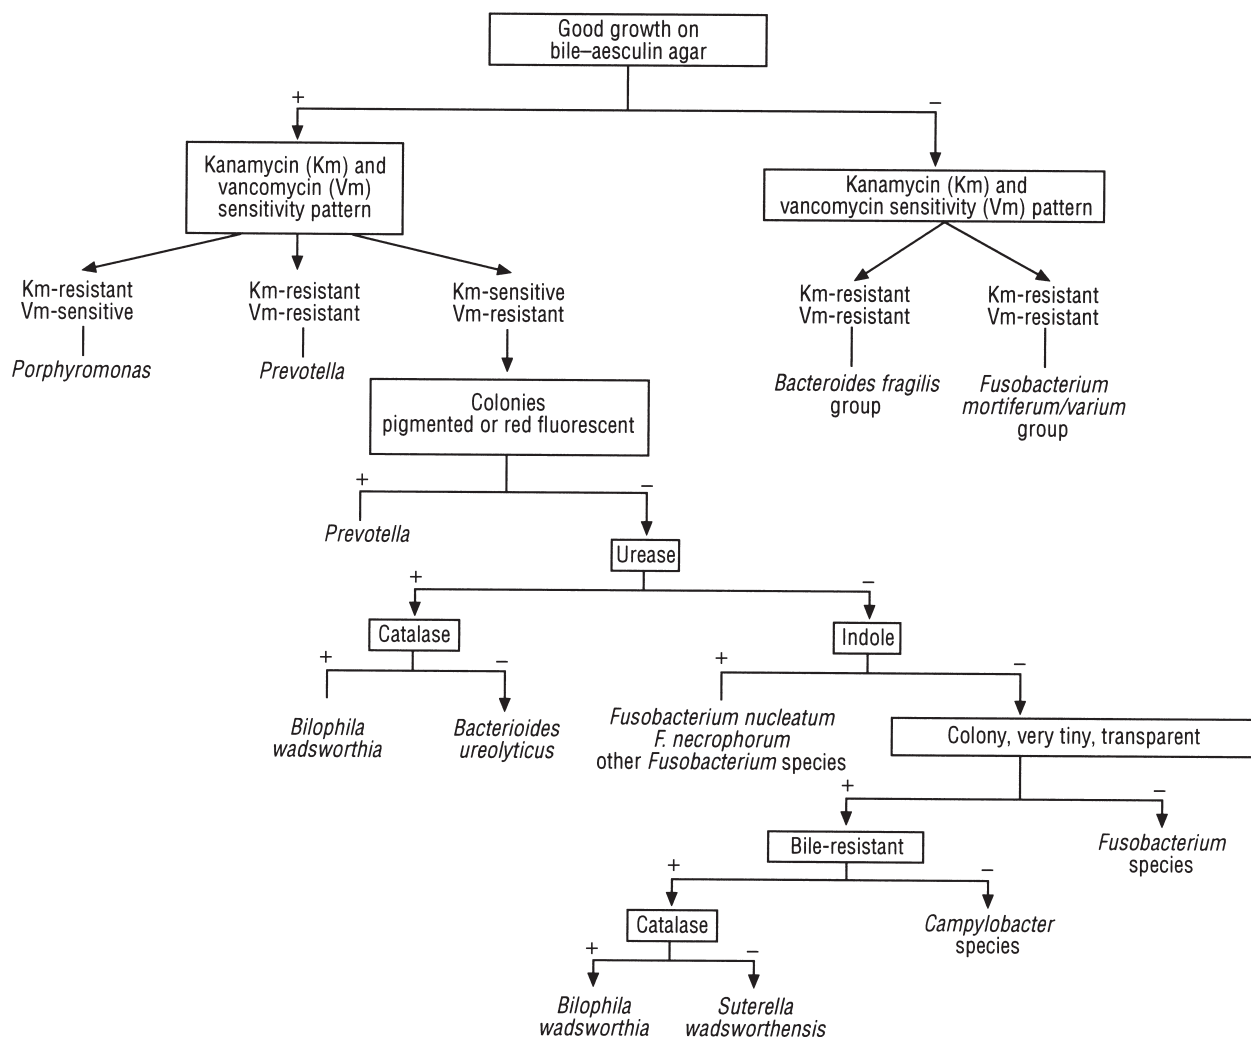 Good growth on
bile–aesculin agar
+
−
Kanamycin (Km) and
vancomycin (Vm)
sensitivity pattern
Kanamycin (Km) and
vancomycin sensitivity (Vm) pattern
Km-resistant
Vm-sensitive
Km-resistant
Vm-resistant
Km-sensitive
Vm-resistant
Km-resistant
Vm-resistant
Km-resistant
Vm-resistant
Porphyromonas
Prevotella
Bacteroides fragilis
group
Fusobacterium
mortiferum/varium
group
Colonies
pigmented or red fluorescent
+
−
Prevotella
Urease
+
−
Catalase
Indole
+
−
+
−
Bilophila
wadsworthia
Bacterioides
ureolyticus
Fusobacterium nucleatum
F. necrophorum
other Fusobacterium species
Colony, very tiny, transparent
+
−
Bile-resistant
Fusobacterium
species
+
−
Catalase
Campylobacter
species
+
−
Bilophila
wadsworthia
Suterella
wadsworthensis